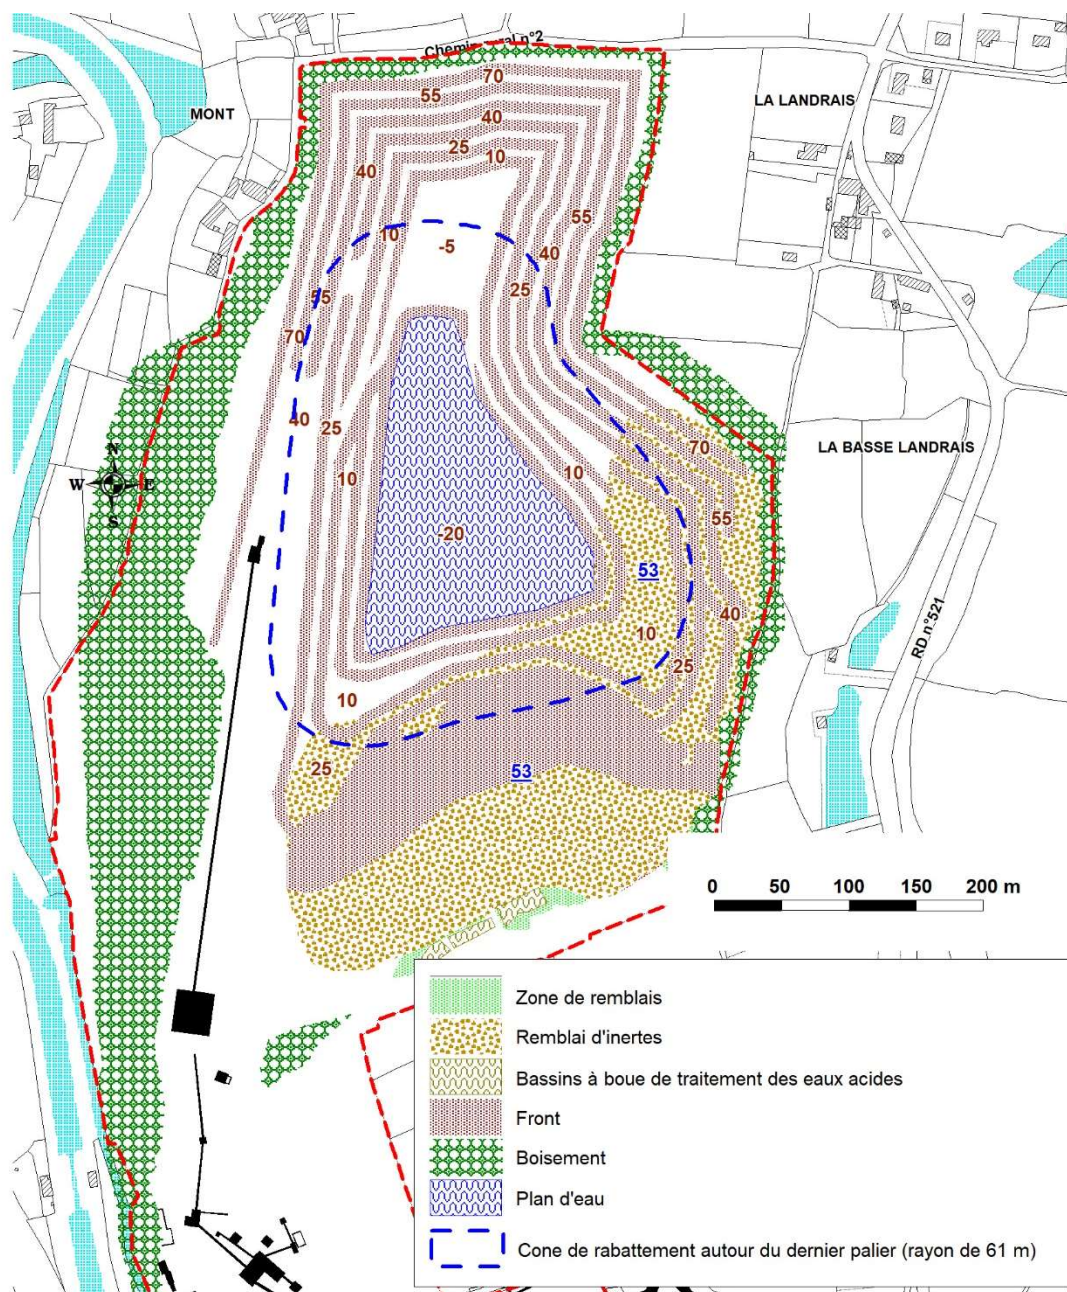 Chemin rural n°2
70
55
MONT
LA LANDRAIS
40
25
10
40
55
10
-5
40
25
55
70
40
25
LA BASSE LANDRAIS
70
N
W E
S
10
10
-20
55
53
RD n°521
40
10
25
10
25
53
0 50 100 150 200 m
Zone de remblais
Remblai d'inertes
Bassins à boue de traitement des eaux acides
Front
Boisement
Plan d'eau
Cone de rabattement autour du dernier palier (rayon de 61 m)